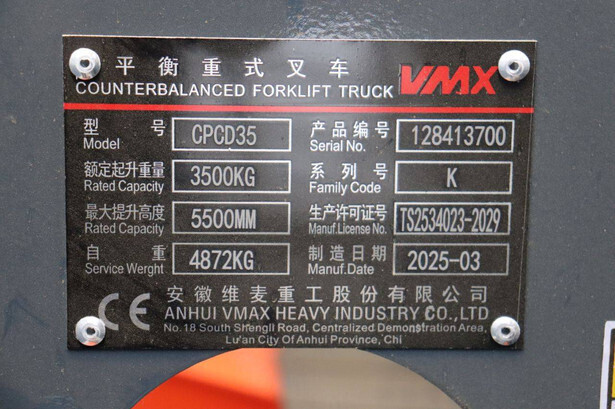 平衡重式叉车 VMX
COUNTERBALANCED FORKLIFT TRUCK
型 号 CPCD35 产品编号 128413700
Model Serial No.
额定起升重量 3500KG 系列号 K
Rated Capacity Family Code
最大提升高度 5500MM 生产许可证号 TS2534023-2029
Rated Capacity Manuf.License No.
自 重 4872KG 制造日期 2025-03
Service Werght Manuf.Date
CE 安徽维麦重工股份有限公司
ANHUI VMAX HEAVY INDUSTRY CO.,LTD
No.18 South Shengll Road, Centralized Demonstration Area,
Lu'an City Of Anhui Province, Chi